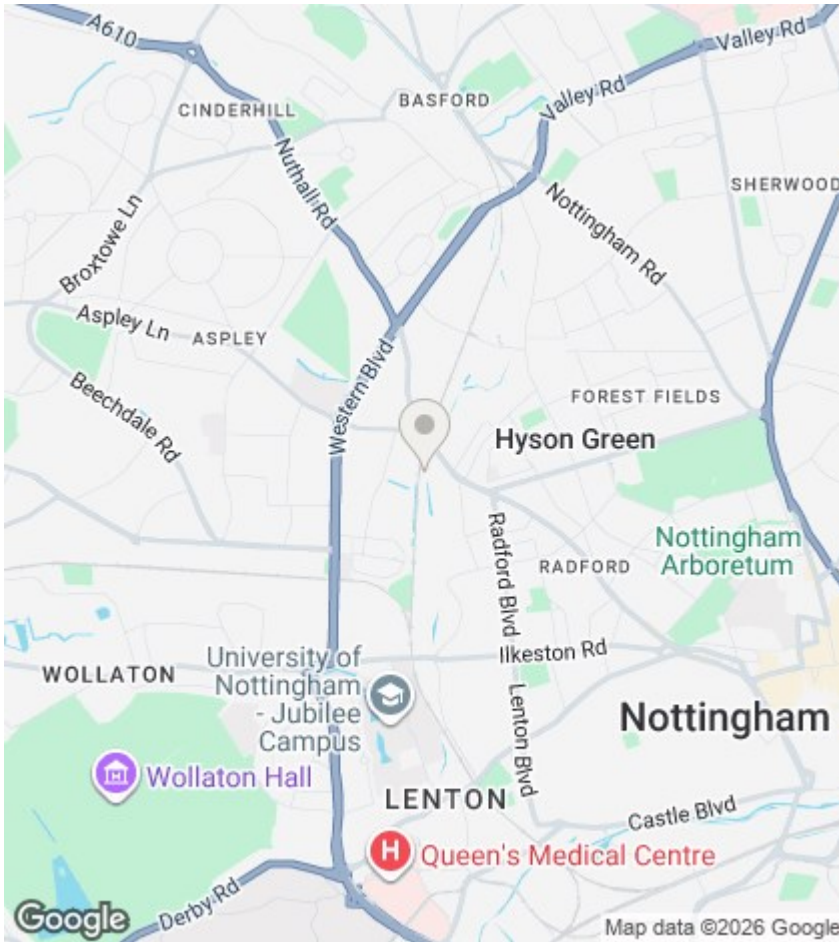 A610
Valley Rd
CINDERHILL
BASFORD
Valley Rd
Nuthall Rd
SHERWOOD
Broxtowe Ln
Nottingham Rd
Aspley Ln
ASPLEY
Western Blvd
Beechdale Rd
FOREST FIELDS
Hyson Green
Radford Blvd
Nottingham
Arboretum
RADFORD
Ilkeston Rd
WOLLATON
University of
Nottingham
- Jubilee
Campus
Lenton Blvd
Nottingham
Wollaton Hall
LENTON
Castle Blvd
H
Queen's Medical Centre
Derby Rd
Google
Map data ©2026 Google